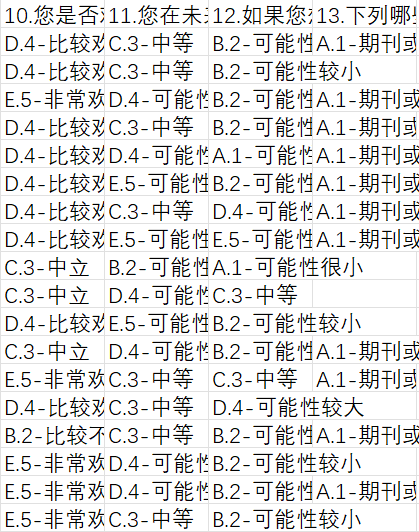 10.您是否 11.您在未 12.如果您 13.下列哪
D.4-比较 C.3-中等 B.2-可能性 A.1-期刊或
D.4-比较 C.3-中等 B.2-可能性较小
E.5-非常欢 D.4-可能性 B.2-可能性 A.1-期刊或
D.4-比较欢 C.3-中等 B.2-可能性 A.1-期刊或
D.4-比较欢 D.4-可能性 A.1-可能性 A.1-期刊或
D.4-比较欢 E.5-可能性 B.2-可能性 A.1-期刊或
D.4-比较欢 C.3-中等 D.4-可能性 A.1-期刊或
D.4-比较欢 E.5-可能性 E.5-可能性 A.1-期刊或
C.3-中立 B.2-可能性 A.1-可能性很小
C.3-中立 D.4-可能性 C.3-中等
D.4-比较欢 E.5-可能性 B.2-可能性较小
C.3-中立 D.4-可能性 B.2-可能性 A.1-期刊或
E.5-非常欢 C.3-中等 C.3-中等 A.1-期刊或
D.4-比较欢 C.3-中等 D.4-可能性较大
B.2-比较不 C.3-中等 B.2-可能性 A.1-期刊或
E.5-非常欢 D.4-可能性 B.2-可能性较小
E.5-非常欢 D.4-可能性 B.2-可能性 A.1-期刊或
E.5-非常欢 C.3-中等 B.2-可能性 A.1-期刊或